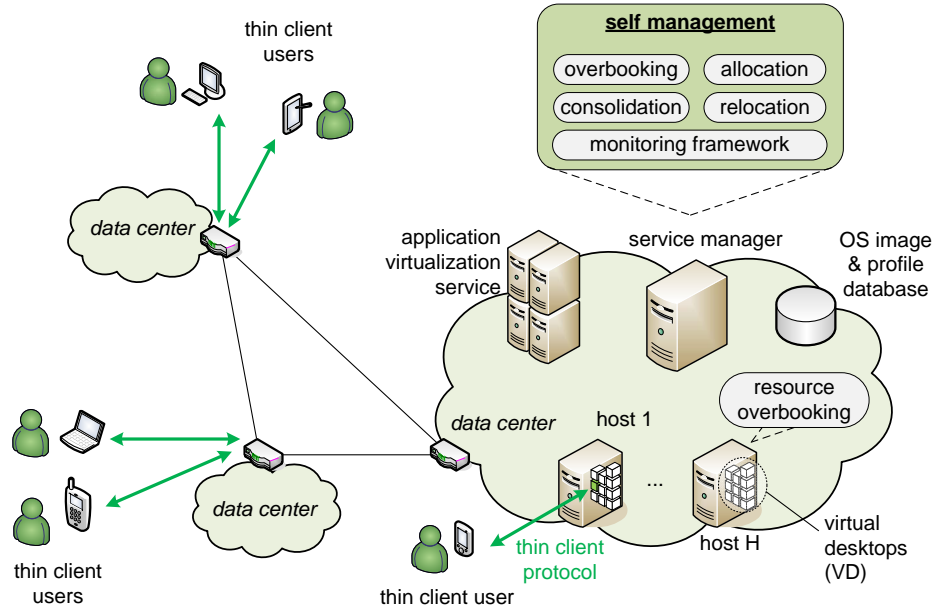 thin client
users
self management
overbooking
allocation
consolidation
relocation
monitoring framework
data center
application
virtualization
service
service manager
OS image
& profile
database
resource
overbooking
data center
host 1
...
host H
data center
thin client
users
thin client
protocol
thin client user
virtual
desktops
(VD)